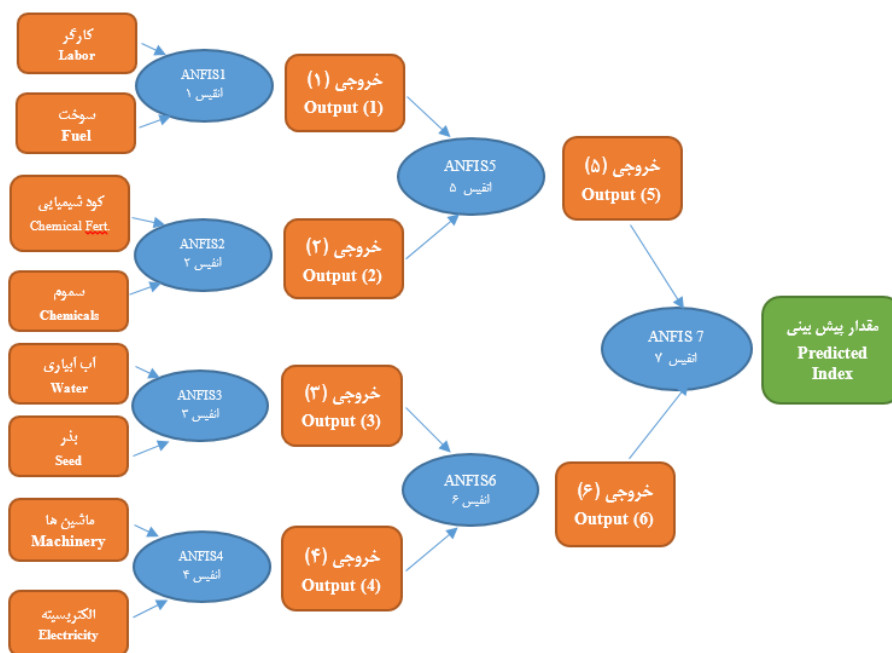 کارگر
Labor
سوخت
Fuel
ANFIS1
انفیس ۱
خروجی (۱)
Output (1)
کود شیمیایی
Chemical Fert.
سموم
Chemicals
ANFIS2
انفیس ۲
خروجی (۲)
Output (2)
ANFIS5
انفیس ۵
خروجی (۵)
Output (5)
اب ابیاری
Water
بذر
Seed
ANFIS3
انفیس ۳
خروجی (۳)
Output (3)
ماشین ها
Machinery
الکتریسیته
Electricity
ANFIS4
انفیس ۴
خروجی (۴)
Output (4)
ANFIS6
انفیس ۶
خروجی (۶)
Output (6)
ANFIS 7
انفیس ۷
مقدار پیش بینی
Predicted
Index